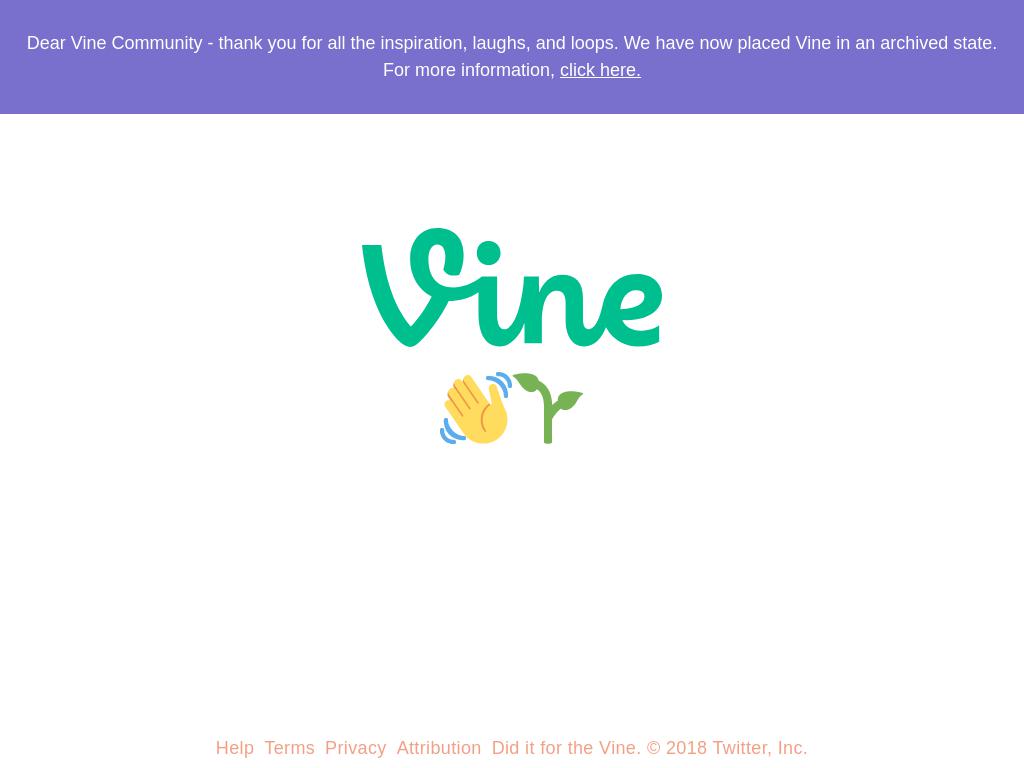 Dear Vine Community - thank you for all the inspiration, laughs, and loops. We have now placed Vine in an archived state.
For more information, click here.
Vine
Help Terms Privacy Attribution Did it for the Vine. © 2018 Twitter, Inc.